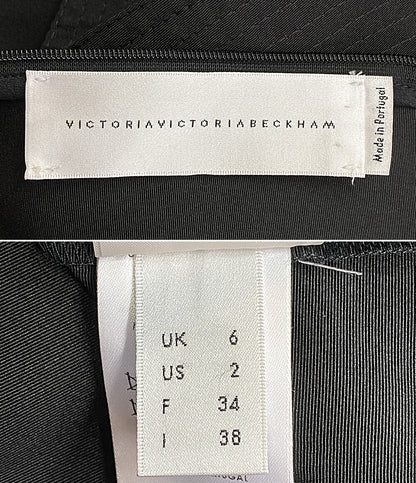 VICTORIAVICTORIABECKHAM
Made in Portugal
UK 6
US 2
F 34
I 38